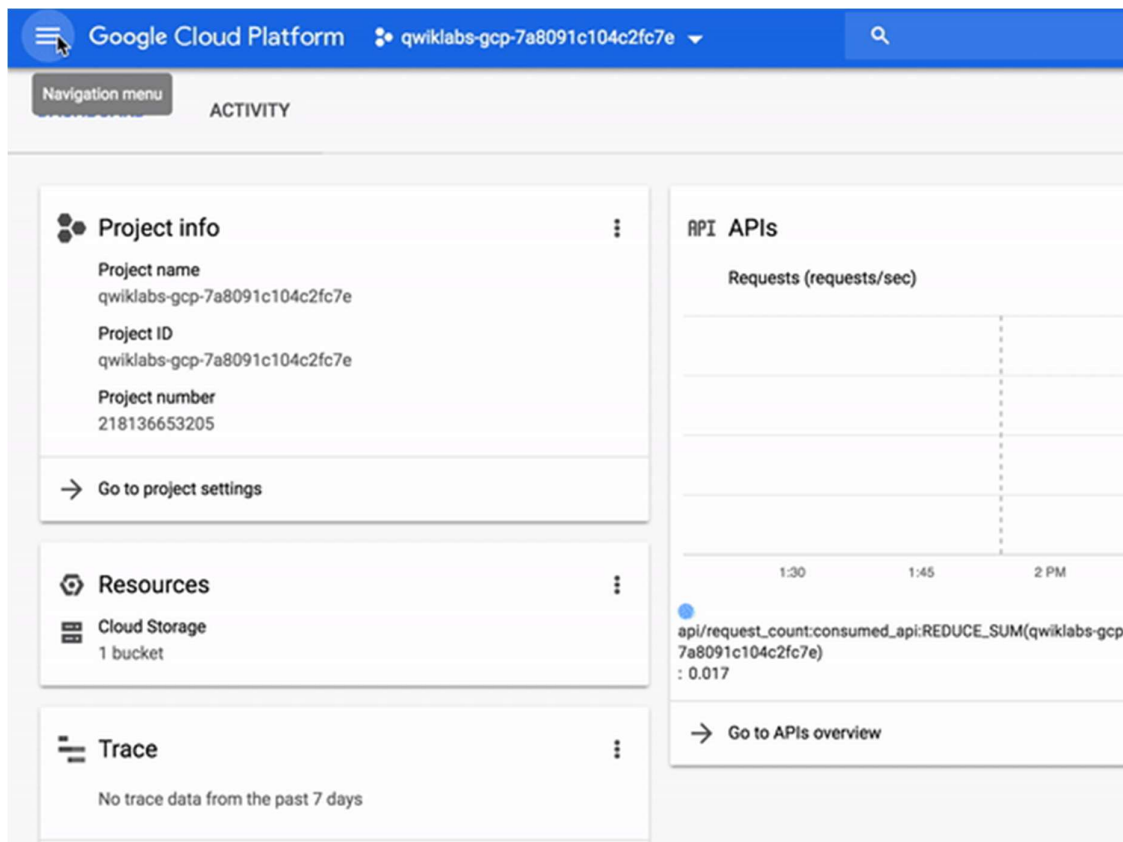 Google Cloud Platform
qwiklabs-gcp-7a8091c104c2fc7e
Navigation menu
ACTIVITY
Project info
Project name
qwiklabs-gcp-7a8091c104c2fc7e
Project ID
qwiklabs-gcp-7a8091c104c2fc7e
Project number
218136653205
Go to project settings
Resources
Cloud Storage
1 bucket
Trace
No trace data from the past 7 days
API APIs
Requests (requests/sec)
1:30 1:45 2 PM
api/request_count:consumed_api:REDUCE_SUM(qwiklabs-gcp
7a8091c104c2fc7e)
: 0.017
Go to APIs overview